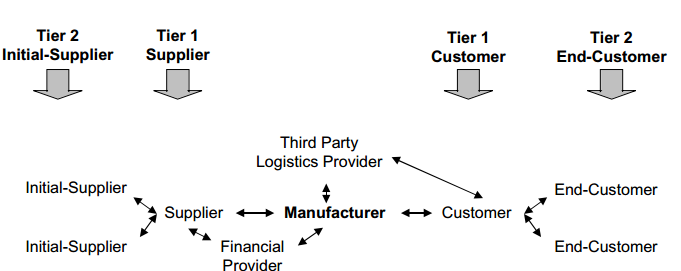 Tier 2
Initial-Supplier
Tier 1
Supplier
Tier 1
Customer
Tier 2
End-Customer
Third Party
Logistics Provider
Initial-Supplier
End-Customer
Supplier
Manufacturer
Customer
Initial-Supplier
Financial
Provider
End-Customer